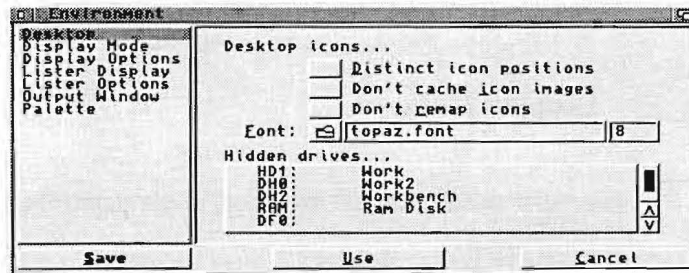 Environment
Desktop
Display Mode
Display Options
Lister Display
Lister Options
Output Window
Palette
Desktop icons...
Distinct icon positions
Don't cache icon images
Don't remap icons
Font: topaz.font 8
Hidden drives...
HD1: Work
DH0: Work2
DH2: Workbench
RAM: Ram Disk
DF0:
Save Use Cancel